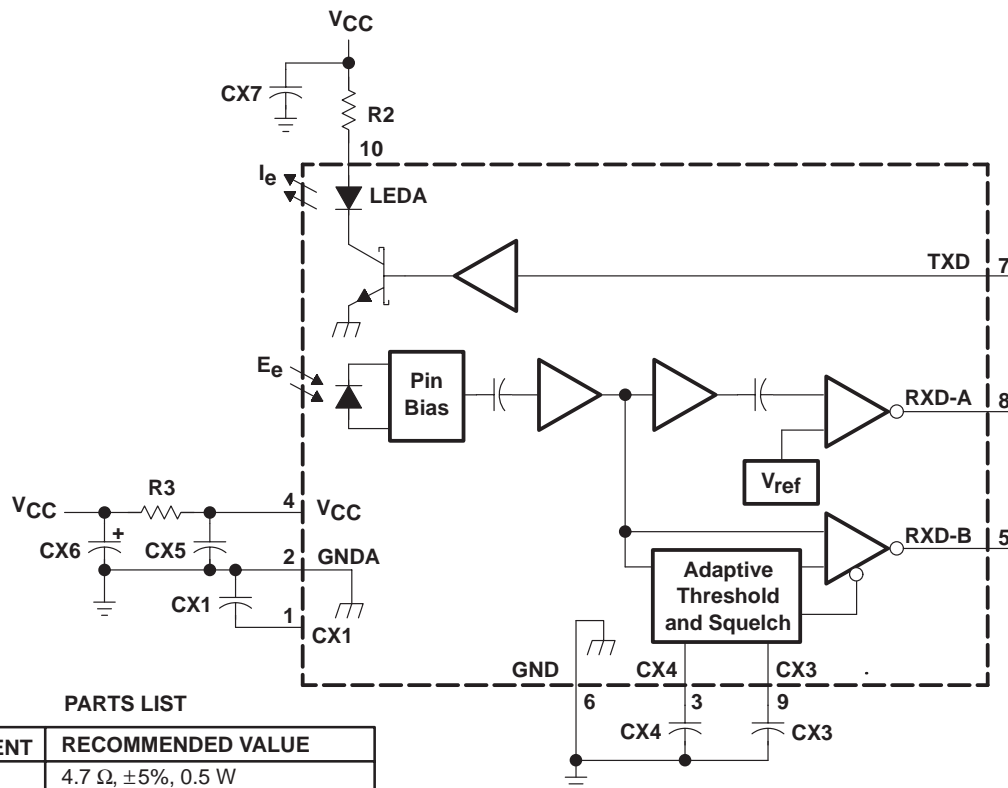 VCC
CX7
R2
10
Ie
LEDA
TXD
7
Ee
Pin
Bias
RXD-A
8
Vref
R3
VCC
4
VCC
CX6
+
CX5
2
GNDA
RXD-B
5
Adaptive
Threshold
and Squelch
CX1
1
CX1
GND
CX4
CX3
6
3
9
CX4
CX3
PARTS LIST
ENT
RECOMMENDED VALUE
4.7 Ω, ±5%, 0.5 W